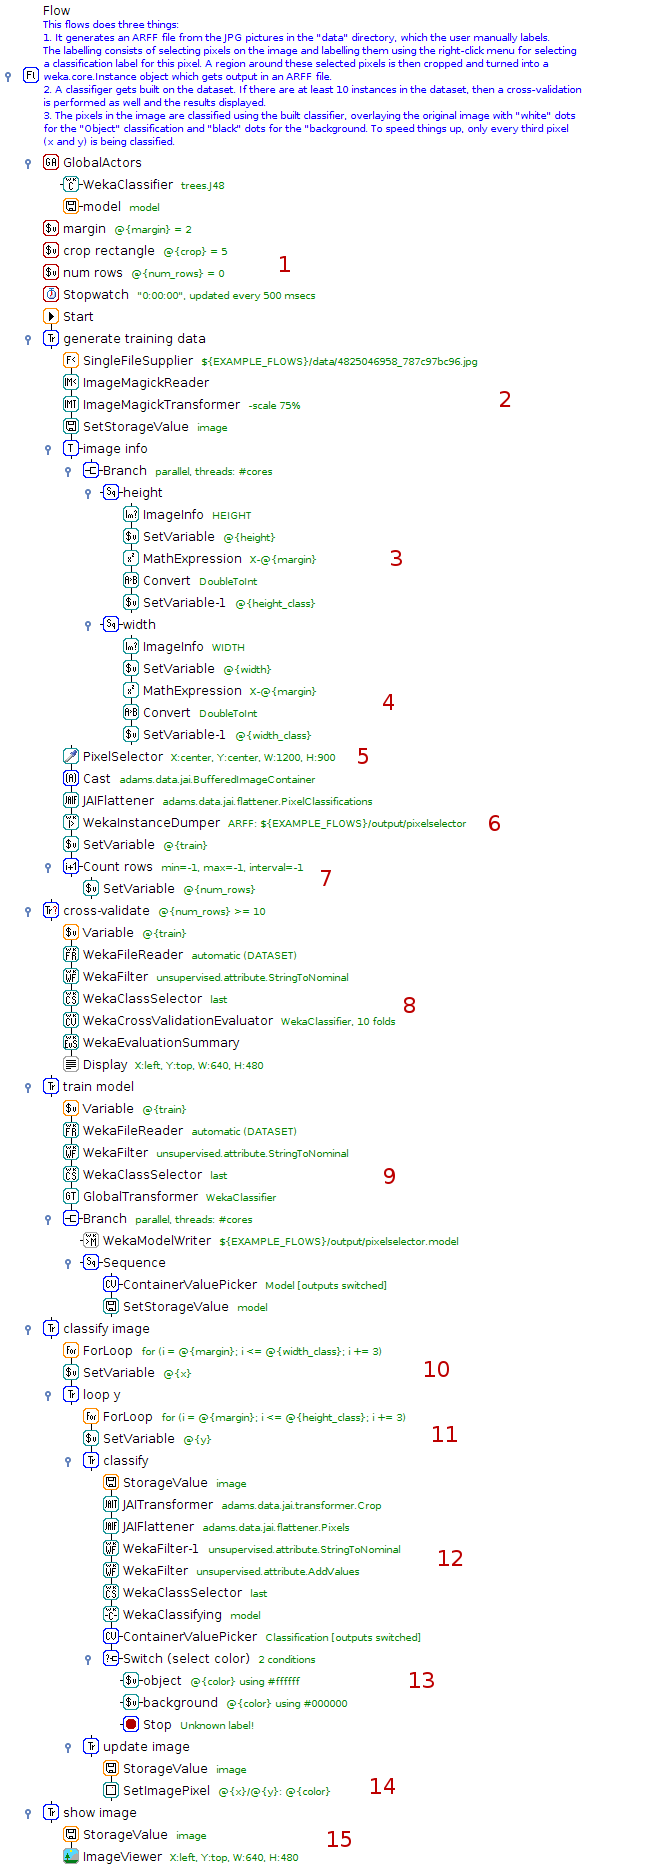 Flow
This flows does three things:
1. It generates an ARFF file from the JPG pictures in the "data" directory, which the user manually labels.
The labelling consists of selecting pixels on the image and labelling them using the right-click menu for selecting
a classification label for this pixel. A region around these selected pixels is then cropped and turned into a
weka.core.Instance object which gets output in an ARFF file.
2. A classifiger gets built on the dataset. If there are at least 10 instances in the dataset, then a cross-validation
is performed as well and the results displayed.
3. The pixels in the image are classified using the built classifier, overlaying the original image with "white" dots
for the "Object" classification and "black" dots for the "background. To speed things up, only every third pixel
(x and y) is being classified.
GlobalActors
WekaClassifier trees.J48
model model
margin @{margin} = 2
crop rectangle @{crop} = 5
1
num rows @{num_rows} = 0
Stopwatch "0:00:00", updated every 500 msecs
Start
generate training data
SingleFileSupplier ${EXAMPLE_FLOWS}/data/4825046958_787c97bc96.jpg
ImageMagickReader
2
ImageMagickTransformer -scale 75%
SetStorageValue image
image info
Branch parallel, threads: #cores
height
ImageInfo HEIGHT
SetVariable @{height}
MathExpression X-@{margin} 3
Convert DoubleToInt
SetVariable-1 @{height_class}
width
ImageInfo WIDTH
SetVariable @{width}
MathExpression X-@{margin}
4
Convert DoubleToInt
SetVariable-1 @{width_class}
PixelSelector X:center, Y:center, W:1200, H:900 5
Cast adams.data.jai.BufferedImageContainer
JAIFlattener adams.data.jai.flattener.PixelClassifications
WekaInstanceDumper ARFF: ${EXAMPLE_FLOWS}/output/pixelselector 6
SetVariable @{train}
Count rows min=-1, max=-1, interval=-1
7
SetVariable @{num_rows}
cross-validate @{num_rows} >= 10
Variable @{train}
WekaFileReader automatic (DATASET)
WekaFilter unsupervised.attribute.StringToNominal
WekaClassSelector last
8
WekaCrossValidationEvaluator WekaClassifier, 10 folds
WekaEvaluationSummary
Display X:left, Y:top, W:640, H:480
train model
Variable @{train}
WekaFileReader automatic (DATASET)
WekaFilter unsupervised.attribute.StringToNominal
WekaClassSelector last 9
GlobalTransformer WekaClassifier
Branch parallel, threads: #cores
WekaModelWriter ${EXAMPLE_FLOWS}/output/pixelselector.model
Sequence
ContainerValuePicker Model [outputs switched]
SetStorageValue model
classify image
ForLoop for (i = @{margin}; i <= @{width_class}; i += 3)
10
SetVariable @{x}
loop y
ForLoop for (i = @{margin}; i <= @{height_class}; i += 3)
SetVariable @{y} 11
classify
StorageValue image
JAITransformer adams.data.jai.transformer.Crop
JAIFlattener adams.data.jai.flattener.Pixels
WekaFilter-1 unsupervised.attribute.StringToNominal
12
WekaFilter unsupervised.attribute.AddValues
WekaClassSelector last
WekaClassifying model
ContainerValuePicker Classification [outputs switched]
Switch (select color) 2 conditions
object @{color} using #ffffff 13
background @{color} using #000000
Stop Unknown label!
update image
StorageValue image
14
SetImagePixel @{x}/@{y}: @{color}
show image
StorageValue image 15
ImageViewer X:left, Y:top, W:640, H:480